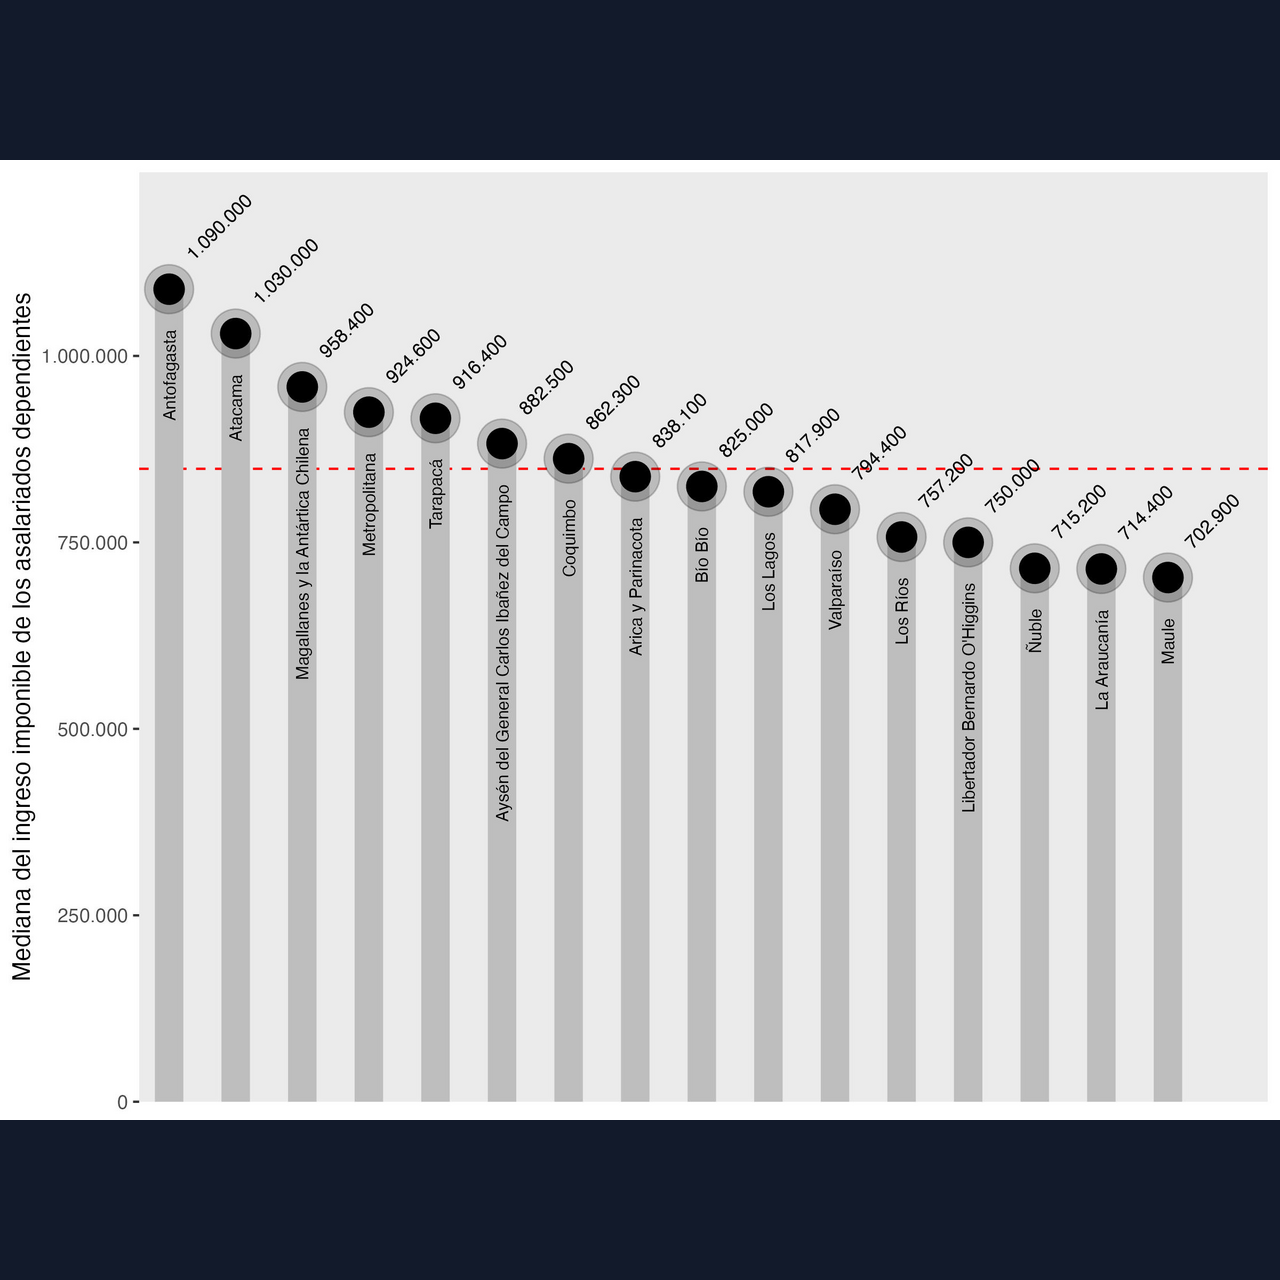 Mediana del ingreso imponible de los asalariados dependientes
1.000.000
750.000
500.000
250.000
0
1.090.000
1.030.000
958.400
924.600
916.400
882.500
862.300
838.100
825.000
817.900
794.400
757.200
750.000
715.200
714.400
702.900
Antofagasta
Atacama
Magallanes y la Antártica Chilena
Metropolitana
Tarapacá
Aysén del General Carlos Ibañez del Campo
Coquimbo
Arica y Parinacota
Bío Bío
Los Lagos
Valparaíso
Los Ríos
Libertador Bernardo O'Higgins
Ñuble
La Araucanía
Maule